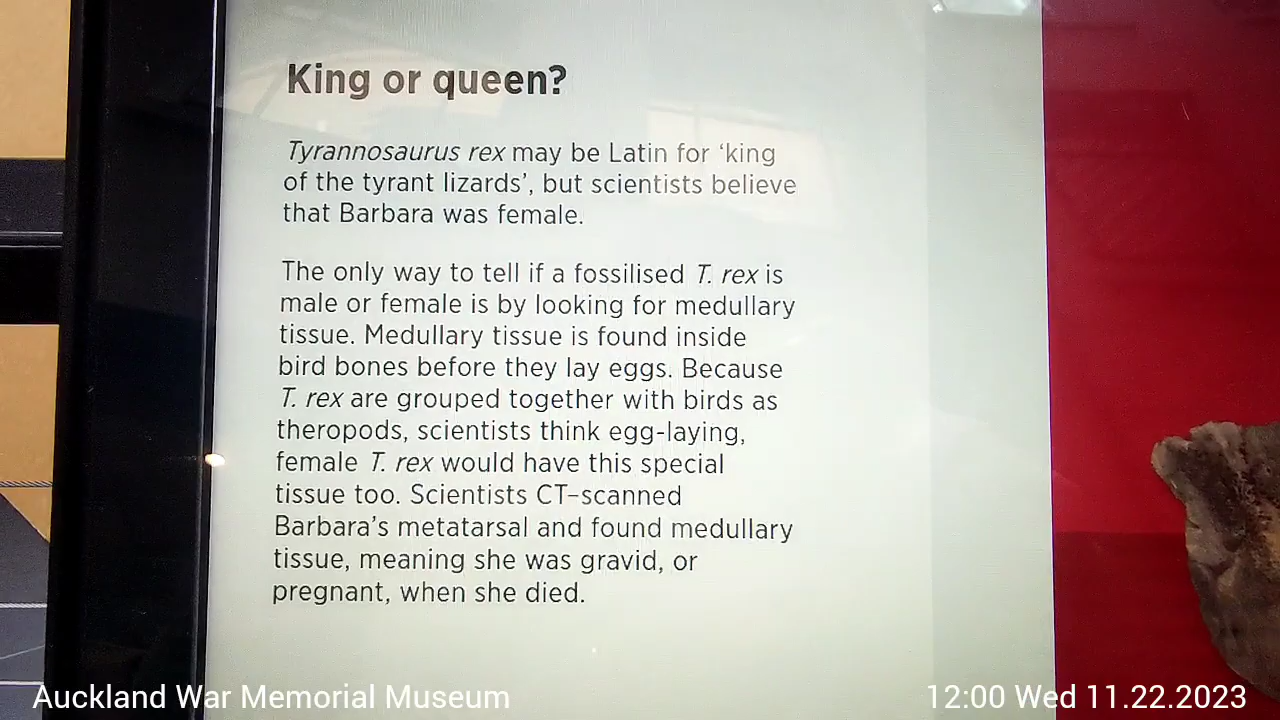 King or queen?
Tyrannosaurus rex may be Latin for ‘king
of the tyrant lizards’, but scientists believe
that Barbara was female.
The only way to tell if a fossilised T. rex is
male or female is by looking for medullary
tissue. Medullary tissue is found inside
bird bones before they lay eggs. Because
T. rex are grouped together with birds as
theropods, scientists think egg-laying,
female T. rex would have this special
tissue too. Scientists CT–scanned
Barbara’s metatarsal and found medullary
tissue, meaning she was gravid, or
pregnant, when she died.
Auckland War Memorial Museum
12:00 Wed 11.22.2023